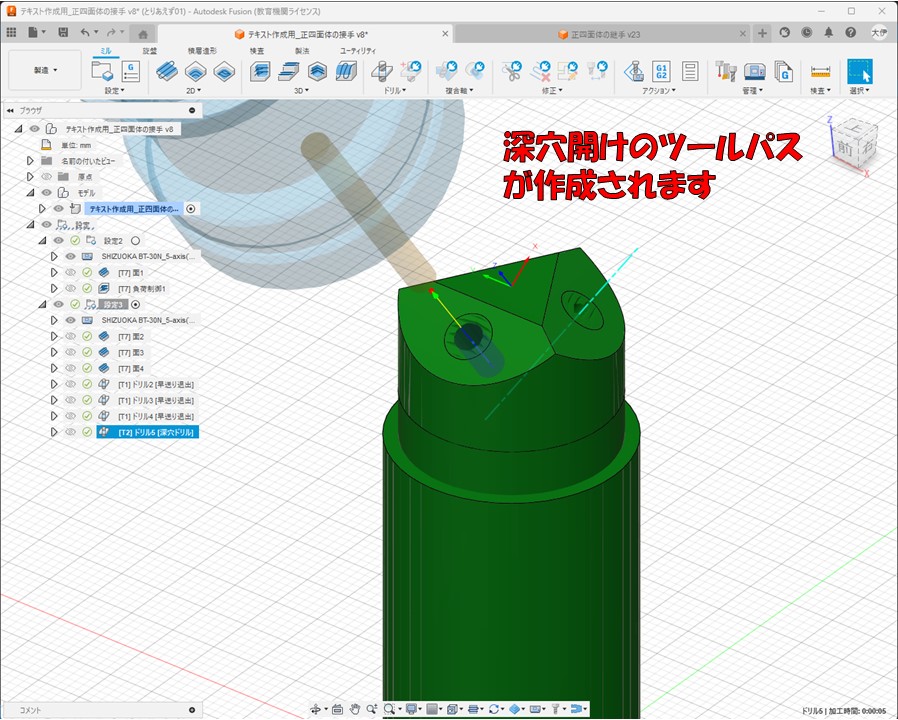 テキスト作成用_正四面体の接手 v8* (とりあえず01) - Autodesk Fusion (教育機関ライセンス)
テキスト作成用_正四面体の接手 v8*
正四面体の継手 v23
大伊
製造
ミル
旋盤
積層造形
検査
製法
ユーティリティ
G
G1
G2
G
設定
2D
3D
ドリル
複合軸
修正
アクション
管理
検査
選択
ブラウザ
テキスト作成用_正四面体の接手 v8
単位: mm
名前の付いたビュー
原点
モデル
テキスト作成用_正四面体の...
設定
設定2
SHIZUOKA BT-30N_5-axis(...
[T7] 面1
[T7] 負荷制御1
設定3
SHIZUOKA BT-30N_5-axis(...
[T7] 面2
[T7] 面3
[T7] 面4
[T1] ドリル2 [早送り退出]
[T1] ドリル3 [早送り退出]
[T1] ドリル4 [早送り退出]
[T2] ドリル5 [深穴ドリル]
深穴開けのツールパス
が作成されます
Z
上
前
右
X
Z
X
コメント
ドリル5 | 加工時間: 0:00:05